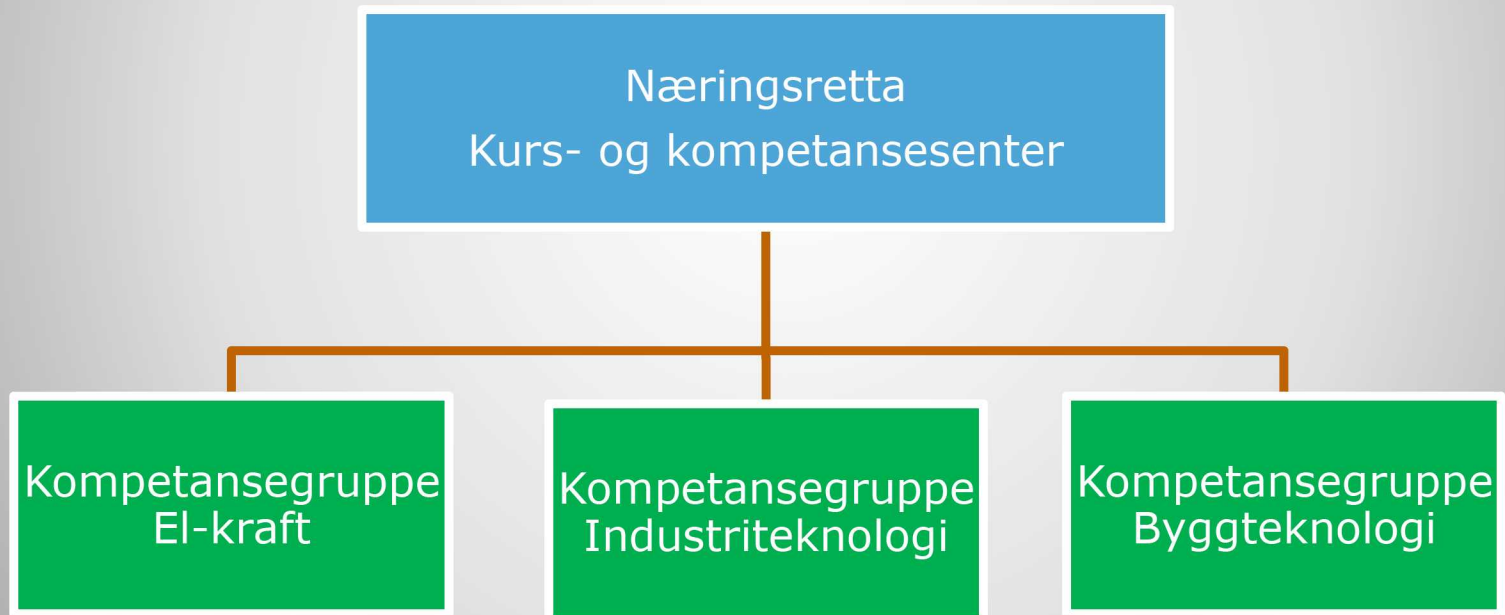 Næringsretta
Kurs- og kompetansesenter
Kompetansegruppe
El-kraft
Kompetansegruppe
Industriteknologi
Kompetansegruppe
Byggteknologi